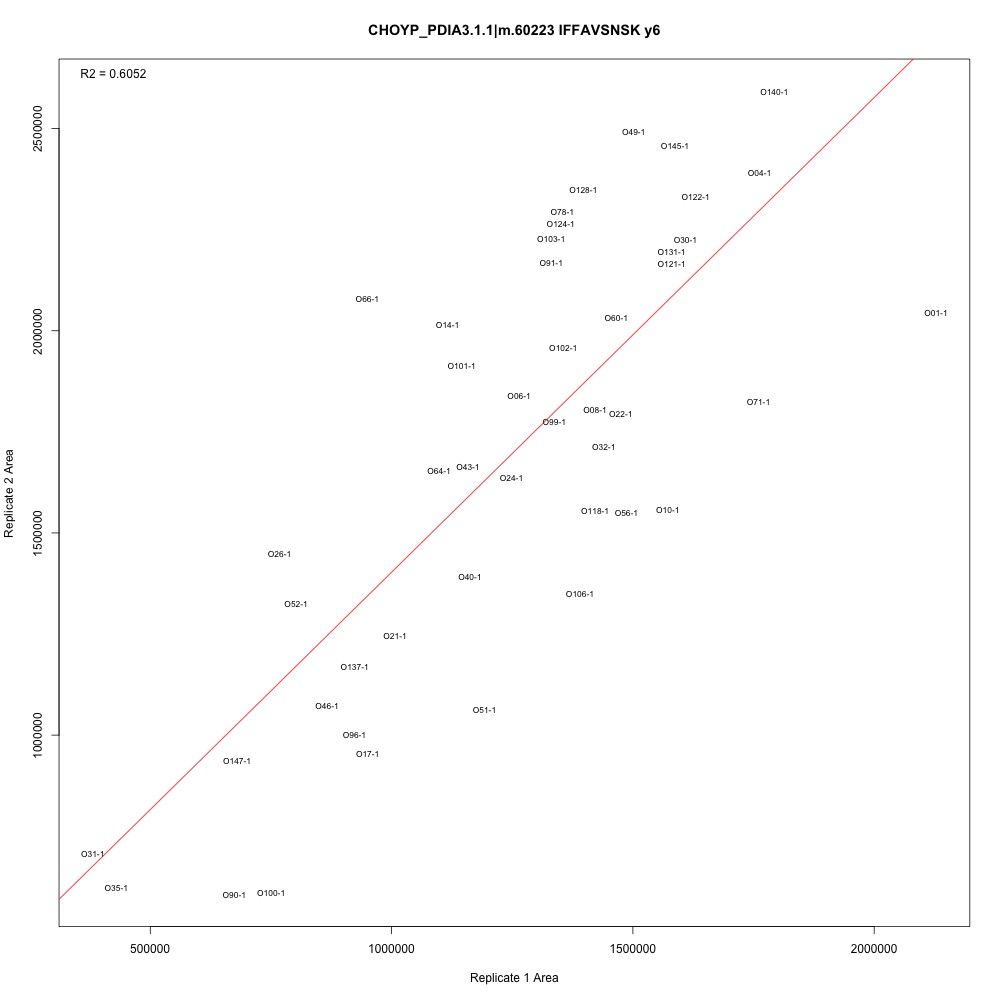 CHOYP_PDIA3.1.1|m.60223 IFFAVSNSK y6
R2 = 0.6052
O140-1
O49-1
O145-1
O04-1
O128-1
O122-1
O78-1
O124-1
O103-1
O30-1
O131-1
O91-1
O121-1
O66-1
O01-1
O60-1
O14-1
O102-1
O101-1
O06-1
O71-1
O08-1
O22-1
O99-1
O32-1
O43-1
O64-1
O24-1
O118-1
O56-1
O10-1
O26-1
O40-1
O106-1
O52-1
O21-1
O137-1
O46-1
O51-1
O96-1
O17-1
O147-1
O31-1
O35-1
O90-1
O100-1
2500000
2000000
1500000
1000000
Replicate 2 Area
500000
1000000
1500000
2000000
Replicate 1 Area